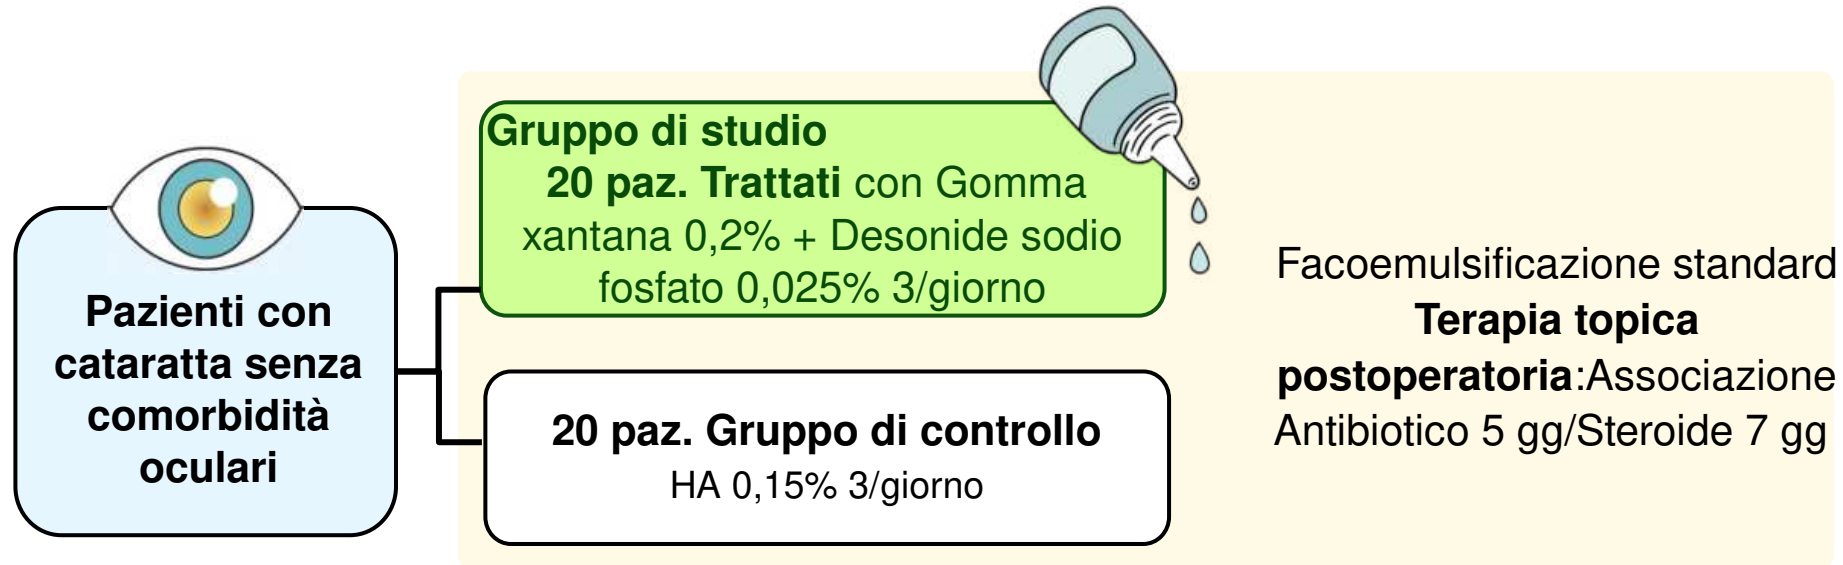 Pazienti con
cataratta senza
comorbidità
oculari
Gruppo di studio
20 paz. Trattati con Gomma
xantana 0,2% + Desonide sodio
fosfato 0,025% 3/giorno
20 paz. Gruppo di controllo
HA 0,15% 3/giorno
Facoemulsificazione standard
Terapia topica
postoperatoria:Associazione
Antibiotico 5 gg/Steroide 7 gg